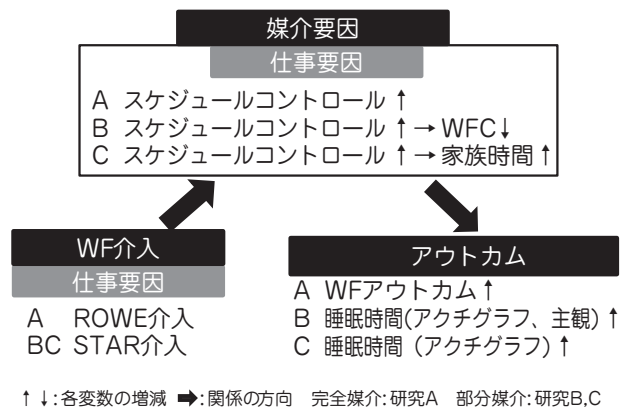 媒介要因
仕事要因
A スケジュールコントロール↑
B スケジュールコントロール↑→WFC↓
C スケジュールコントロール↑→家族時間↑
WF介入
仕事要因
A ROWE介入
BC STAR介入
アウトカム
A WFアウトカム↑
B 睡眠時間(アクチグラフ、主観)↑
C 睡眠時間（アクチグラフ)↑
↑↓:各変数の増減 ➡:関係の方向 完全媒介:研究A 部分媒介:研究B,C